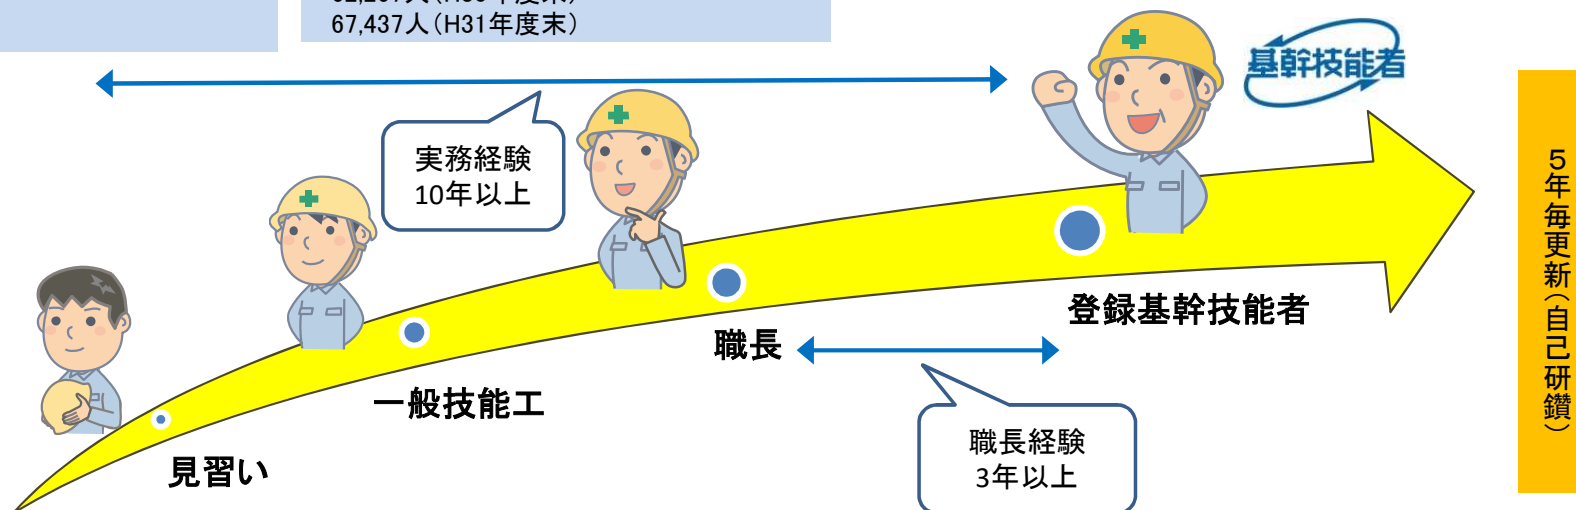 67,437人（H31年度末）
基幹技能者
実務経験
10年以上
登録基幹技能者
職長
一般技能工
見習い
職長経験
3年以上
５年毎更新（自己研鑽）